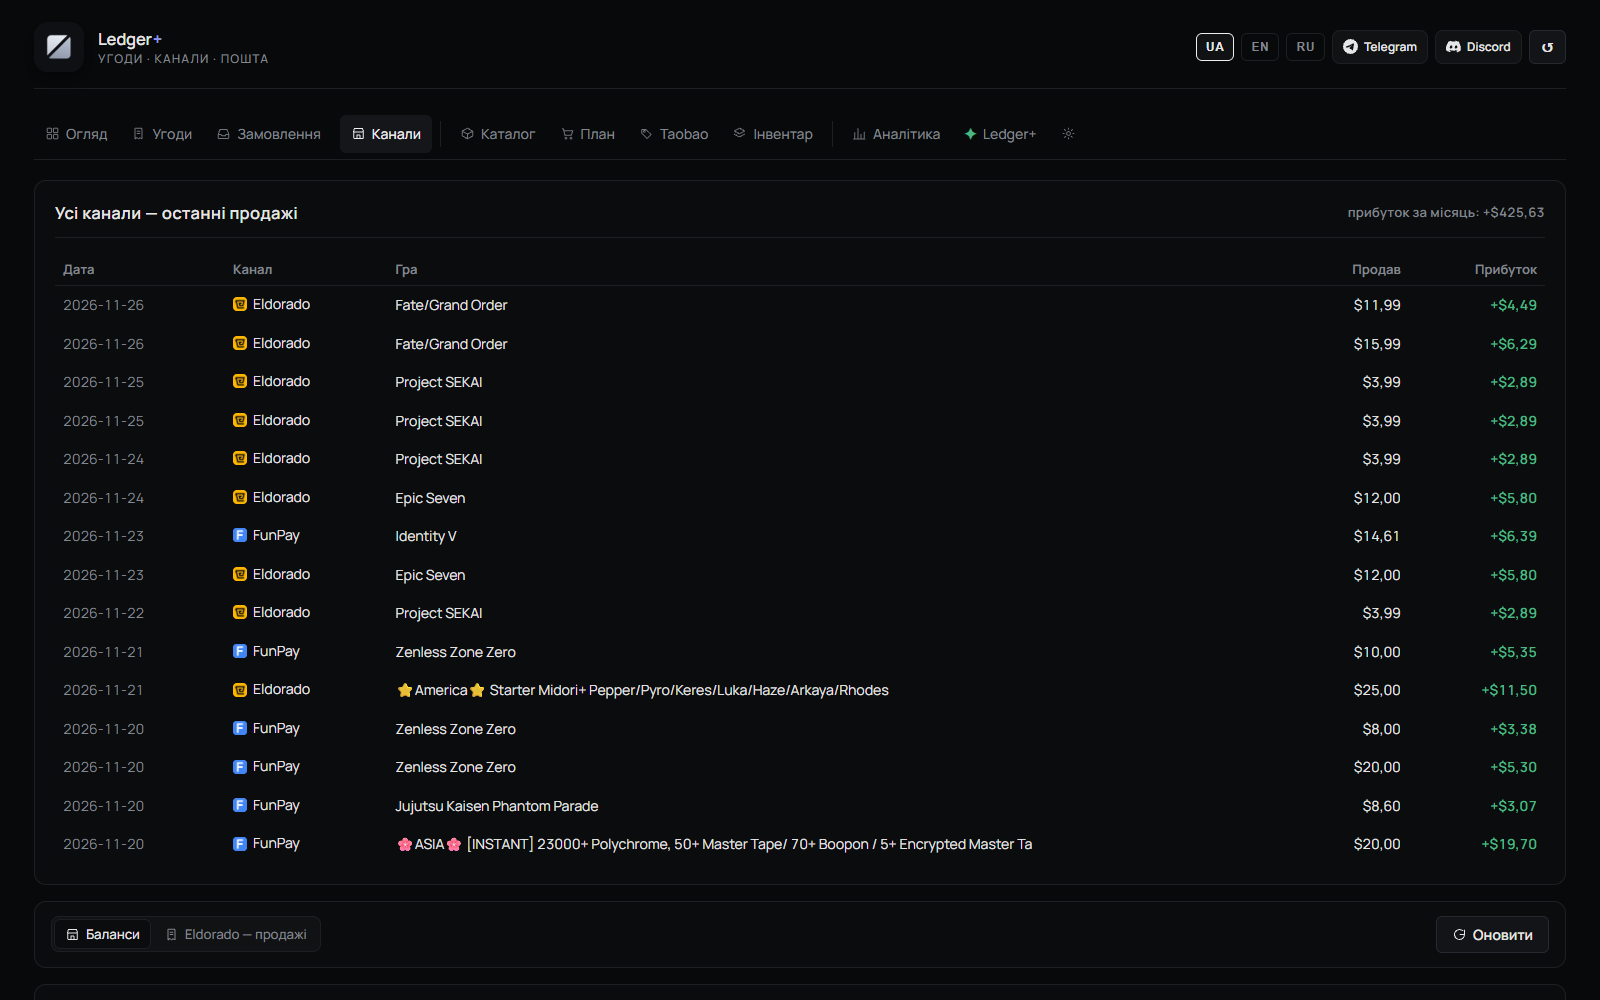 Ledger+
УГОДИ · КАНАЛИ · ПОШТА
UA EN RU Telegram Discord
Огляд Угоди Замовлення Канали Каталог План Taobao Інвентар Аналітика Ledger+
Усі канали — останні продажі прибуток за місяць: +$425,63
Дата Канал Гра Продав Прибуток
2026-11-26 Eldorado Fate/Grand Order $11,99 +$4,49
2026-11-26 Eldorado Fate/Grand Order $15,99 +$6,29
2026-11-25 Eldorado Project SEKAI $3,99 +$2,89
2026-11-25 Eldorado Project SEKAI $3,99 +$2,89
2026-11-24 Eldorado Project SEKAI $3,99 +$2,89
2026-11-24 Eldorado Epic Seven $12,00 +$5,80
2026-11-23 F FunPay Identity V $14,61 +$6,39
2026-11-23 Eldorado Epic Seven $12,00 +$5,80
2026-11-22 Eldorado Project SEKAI $3,99 +$2,89
2026-11-21 F FunPay Zenless Zone Zero $10,00 +$5,35
2026-11-21 Eldorado ⭐America⭐ Starter Midori+ Pepper/Pyro/Keres/Luka/Haze/Arkaya/Rhodes $25,00 +$11,50
2026-11-20 F FunPay Zenless Zone Zero $8,00 +$3,38
2026-11-20 F FunPay Zenless Zone Zero $20,00 +$5,30
2026-11-20 F FunPay Jujutsu Kaisen Phantom Parade $8,60 +$3,07
2026-11-20 F FunPay 🌸ASIA🌸 [INSTANT] 23000+ Polychrome, 50+ Master Tape/ 70+ Boopon / 5+ Encrypted Master Ta $20,00 +$19,70
Баланси Eldorado — продажі Оновити